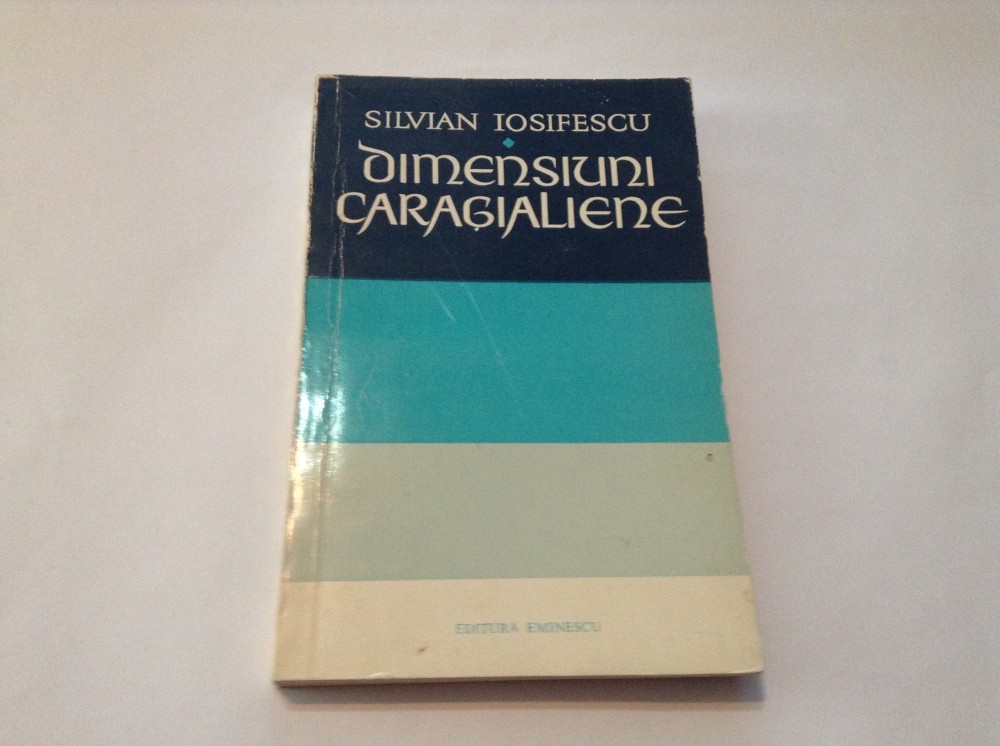 SILVIAN IOSIFESCU
DIMENSIUNI
CARAGIALIENE
EDITURA EMINESCU